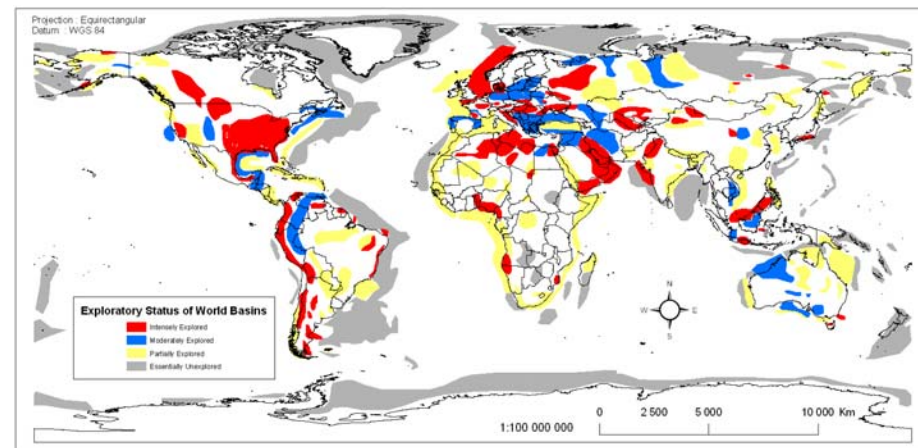 Projection : Equirectangular
Datum : WGS 84
Exploratory Status of World Basins
Intensely Explored
Moderately Explored
Partially Explored
Essentially Unexplored
N
W E
S
1:100 000 000
0 2 500 5 000 10 000 Km